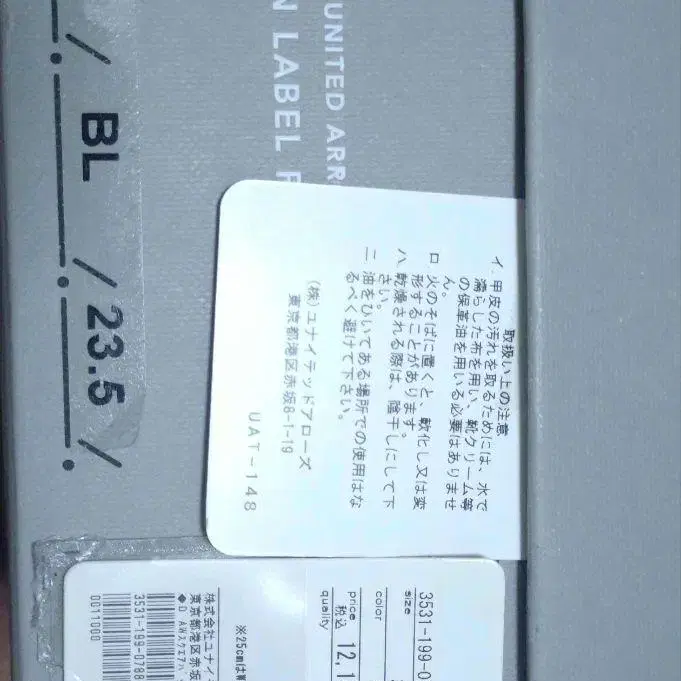 UNITED ARR
N LABEL R
/ BL / 23.5 /
取扱い上の注意
イ. 甲皮の汚れを取るためには、水で
濡らした布を用い、靴クリーム等
の保革油を用いる必要はありませ
ん。
ロ. 火のそばに置くと、軟化し又は変
形することがあります。
ハ. 乾燥される際は、陰干しにして下
さい。
ニ. 油をひいてある場所での使用はな
るべく避けて下さい。
(株)ユナイテッドアローズ
東京都港区赤坂8-1-19
UAT-148
3531-199-0
size
color
price
税込 12,1
quality
※25cmは
株式会社ユナイ
東京都港区赤坂
3531-199-0788
0011000